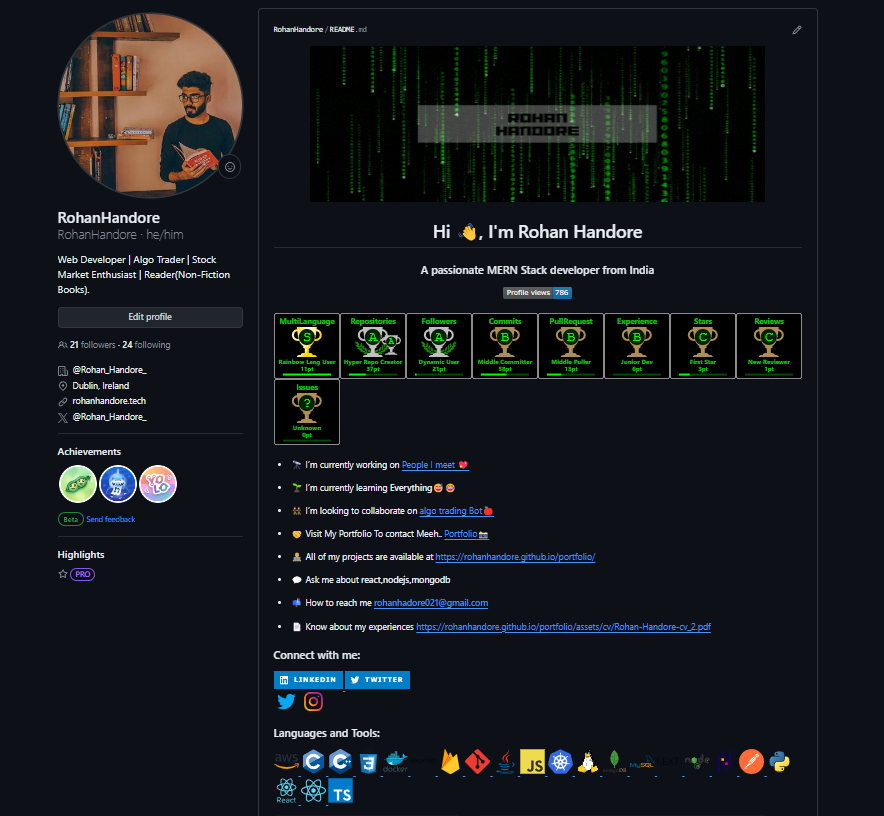 RohanHandore / README.md
ROHAN
HANDORE
Hi 👋, I'm Rohan Handore
A passionate MERN Stack developer from India
Profile views 786
MultiLanguage Repositories Followers Commits PullRequest Experience Stars Reviews
S A A A B B B C C
Rainbow Lang User Hyper Repo Creator Dynamic User Middle Committer Middle Puller Junior Dev First Star New Reviewer
11pt 37pt 21pt 58pt 13pt 6pt 3pt 1pt
Issues
?
Unknown
0pt
RohanHandore
RohanHandore · he/him
Web Developer | Algo Trader | Stock
Market Enthusiast | Reader(Non-Fiction
Books).
Edit profile
21 followers · 24 following
@Rohan_Handore_
Dublin, Ireland
rohanhandore.tech
@Rohan_Handore_
Achievements
YOLO
Beta Send feedback
Highlights
PRO
• 🔭 I'm currently working on People I meet 💖
• 🌱 I'm currently learning Everything
• 👯 I'm looking to collaborate on algo trading Bot
• Visit My Portfolio To contact Meeh.. Portfolio
• 👨‍💻 All of my projects are available at https://rohanhandore.github.io/portfolio/
• 💬 Ask me about react,nodejs,mongodb
• 📫 How to reach me rohanhadore021@gmail.com
• 📄 Know about my experiences https://rohanhandore.github.io/portfolio/assets/cv/Rohan-Handore-cv_2.pdf
Connect with me:
LINKEDIN TWITTER
Languages and Tools:
aws C C++ 3 docker JS MySQL node
React TS